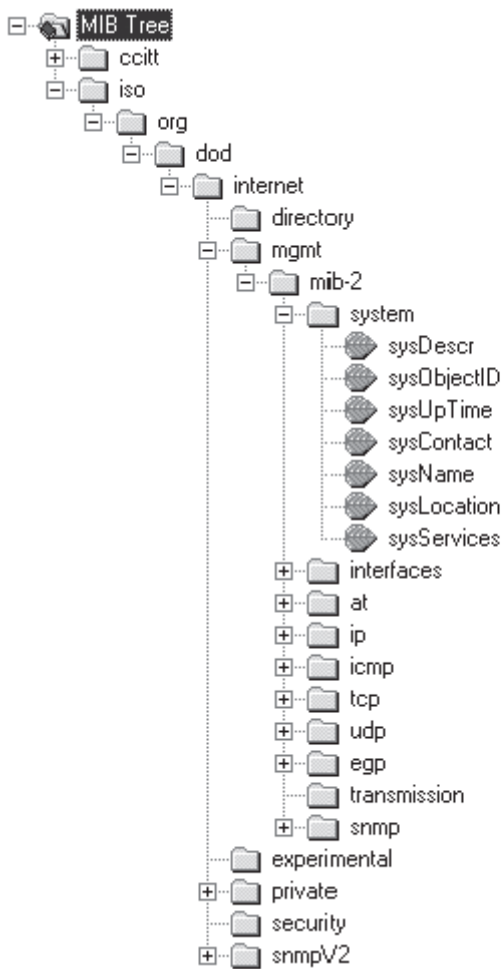 MIB Tree
ccitt
iso
org
dod
internet
directory
mgmt
mib-2
system
sysDescr
sysObjectID
sysUpTime
sysContact
sysName
sysLocation
sysServices
interfaces
at
ip
icmp
tcp
udp
egp
transmission
snmp
experimental
private
security
snmpV2